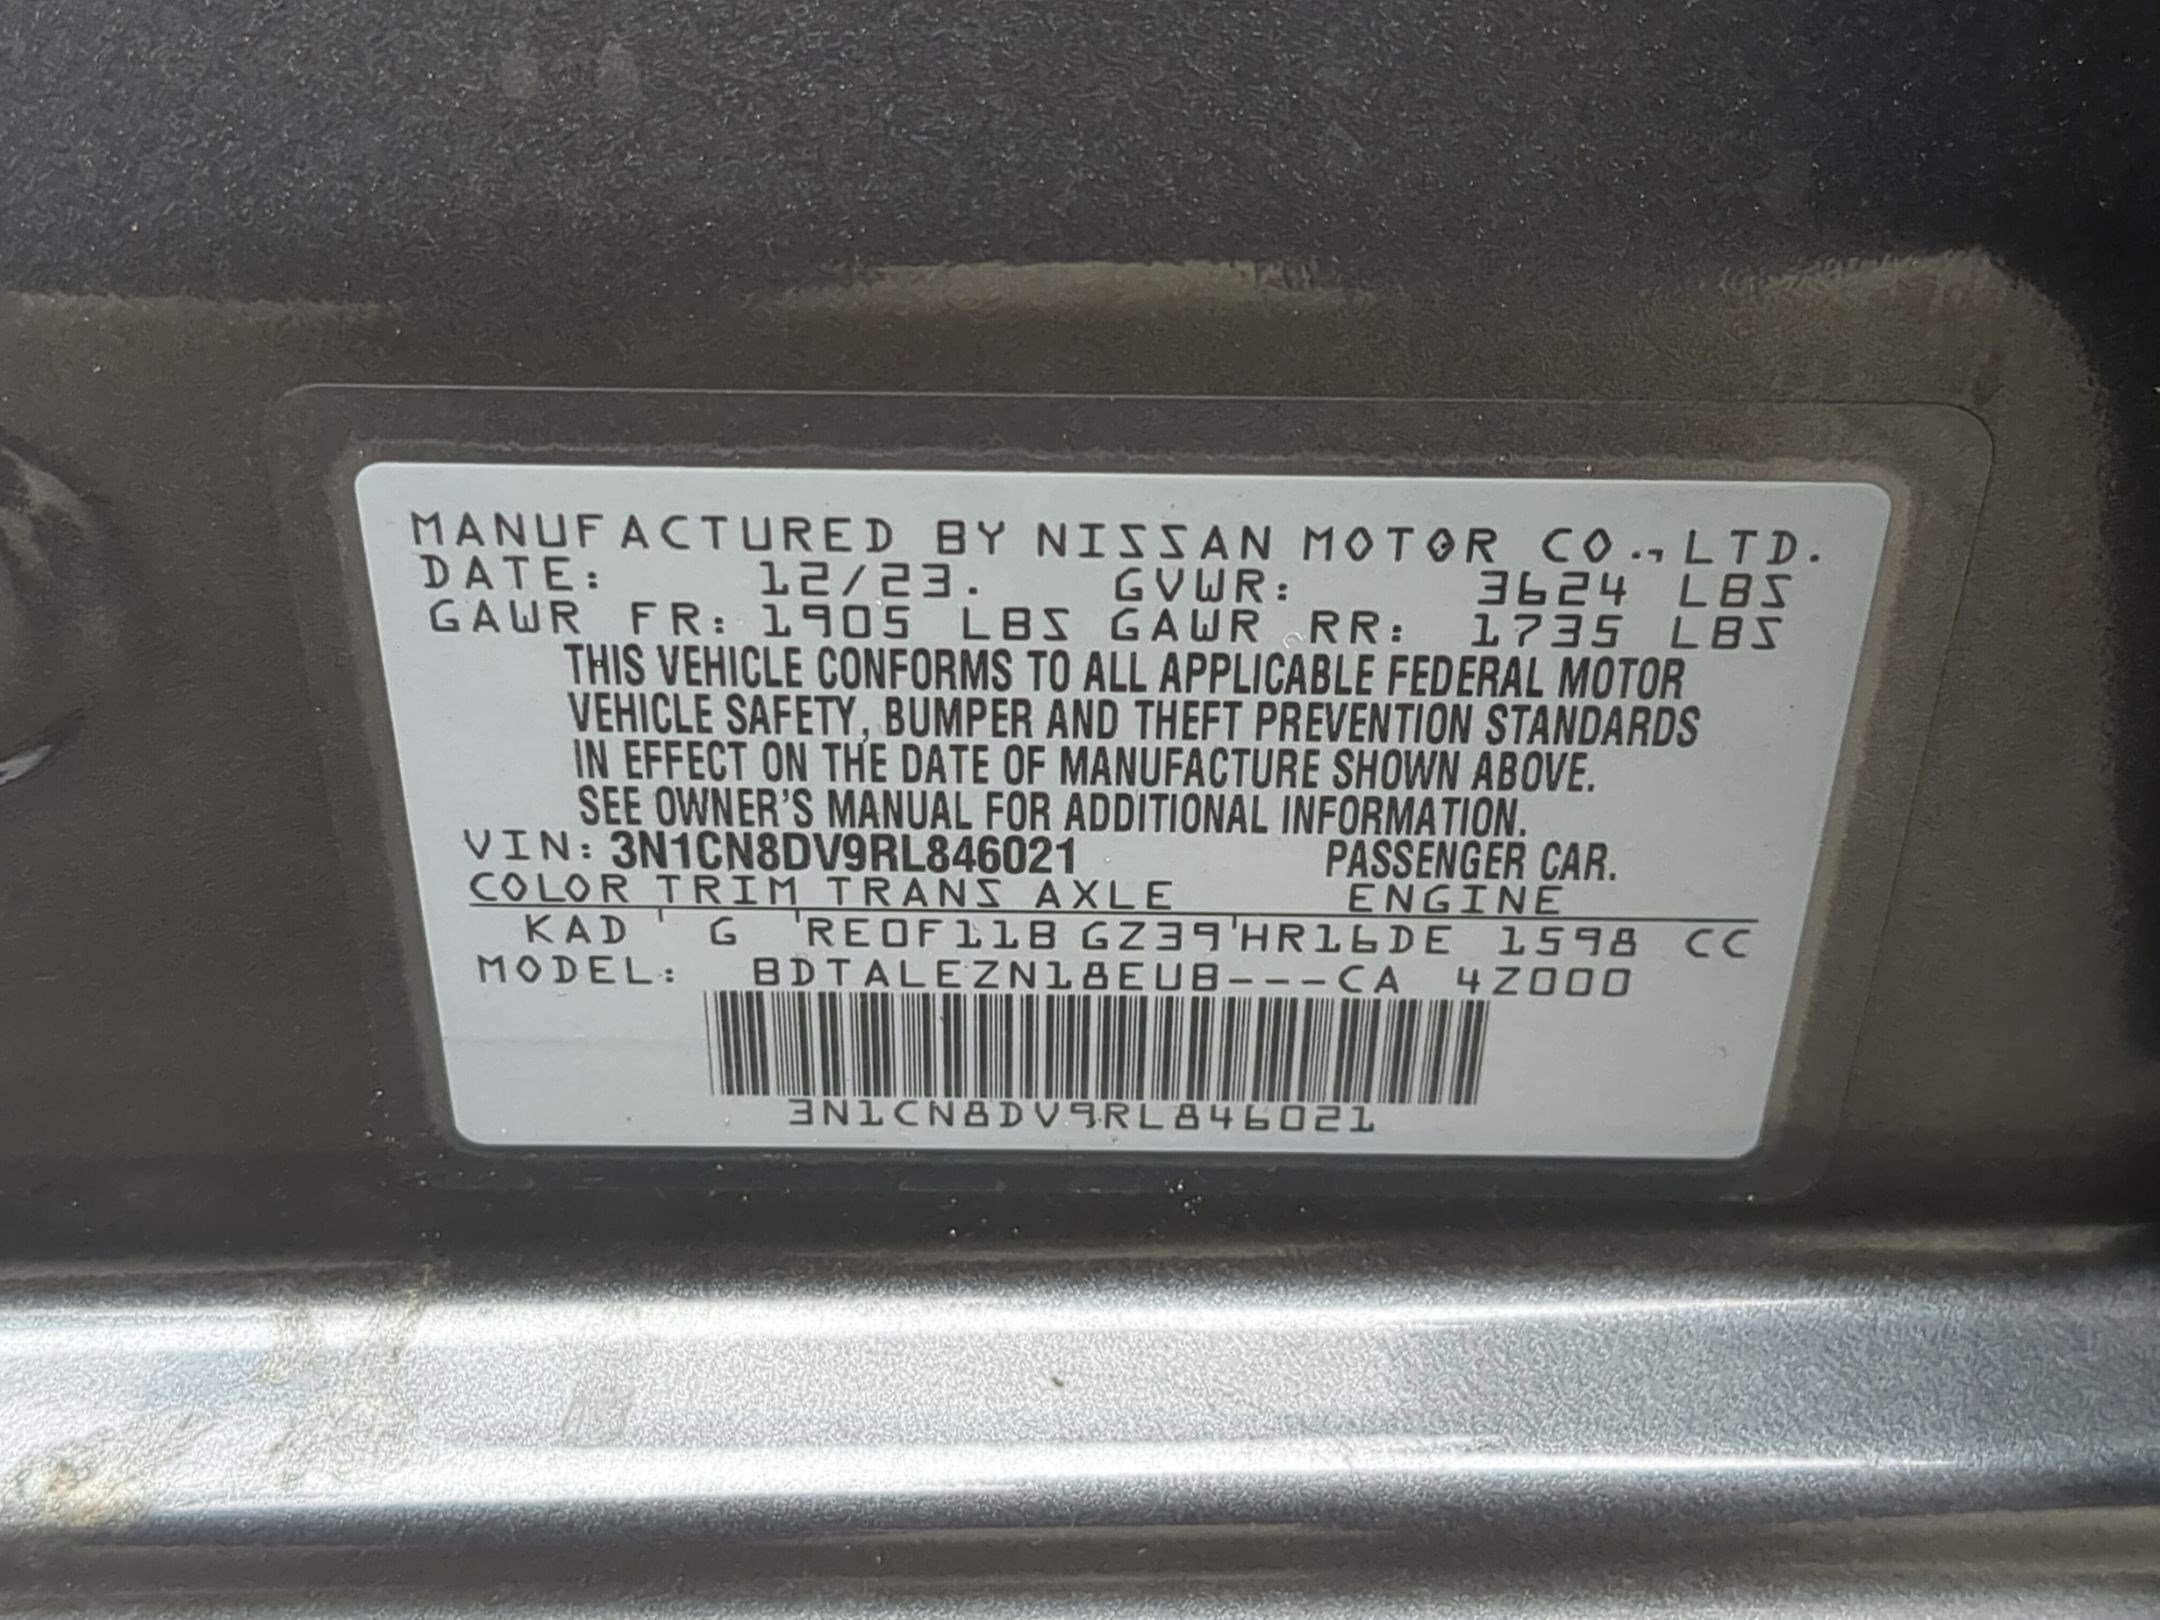 MANUFACTURED BY NISSAN MOTOR CO., LTD.
DATE: 12/23. GVWR: 3624 LBS
GAWR FR: 1905 LBS GAWR RR: 1735 LBS
THIS VEHICLE CONFORMS TO ALL APPLICABLE FEDERAL MOTOR
VEHICLE SAFETY, BUMPER AND THEFT PREVENTION STANDARDS
IN EFFECT ON THE DATE OF MANUFACTURE SHOWN ABOVE.
SEE OWNER'S MANUAL FOR ADDITIONAL INFORMATION.
VIN: 3N1CN8DV9RL846021 PASSENGER CAR.
COLOR TRIM TRANS AXLE ENGINE
KAD ' G 'RE0F11B GZ39'HR16DE 1598 CC
MODEL: BDTALEZN18EUB---CA 4Z000
3N1CN8DV9RL846021